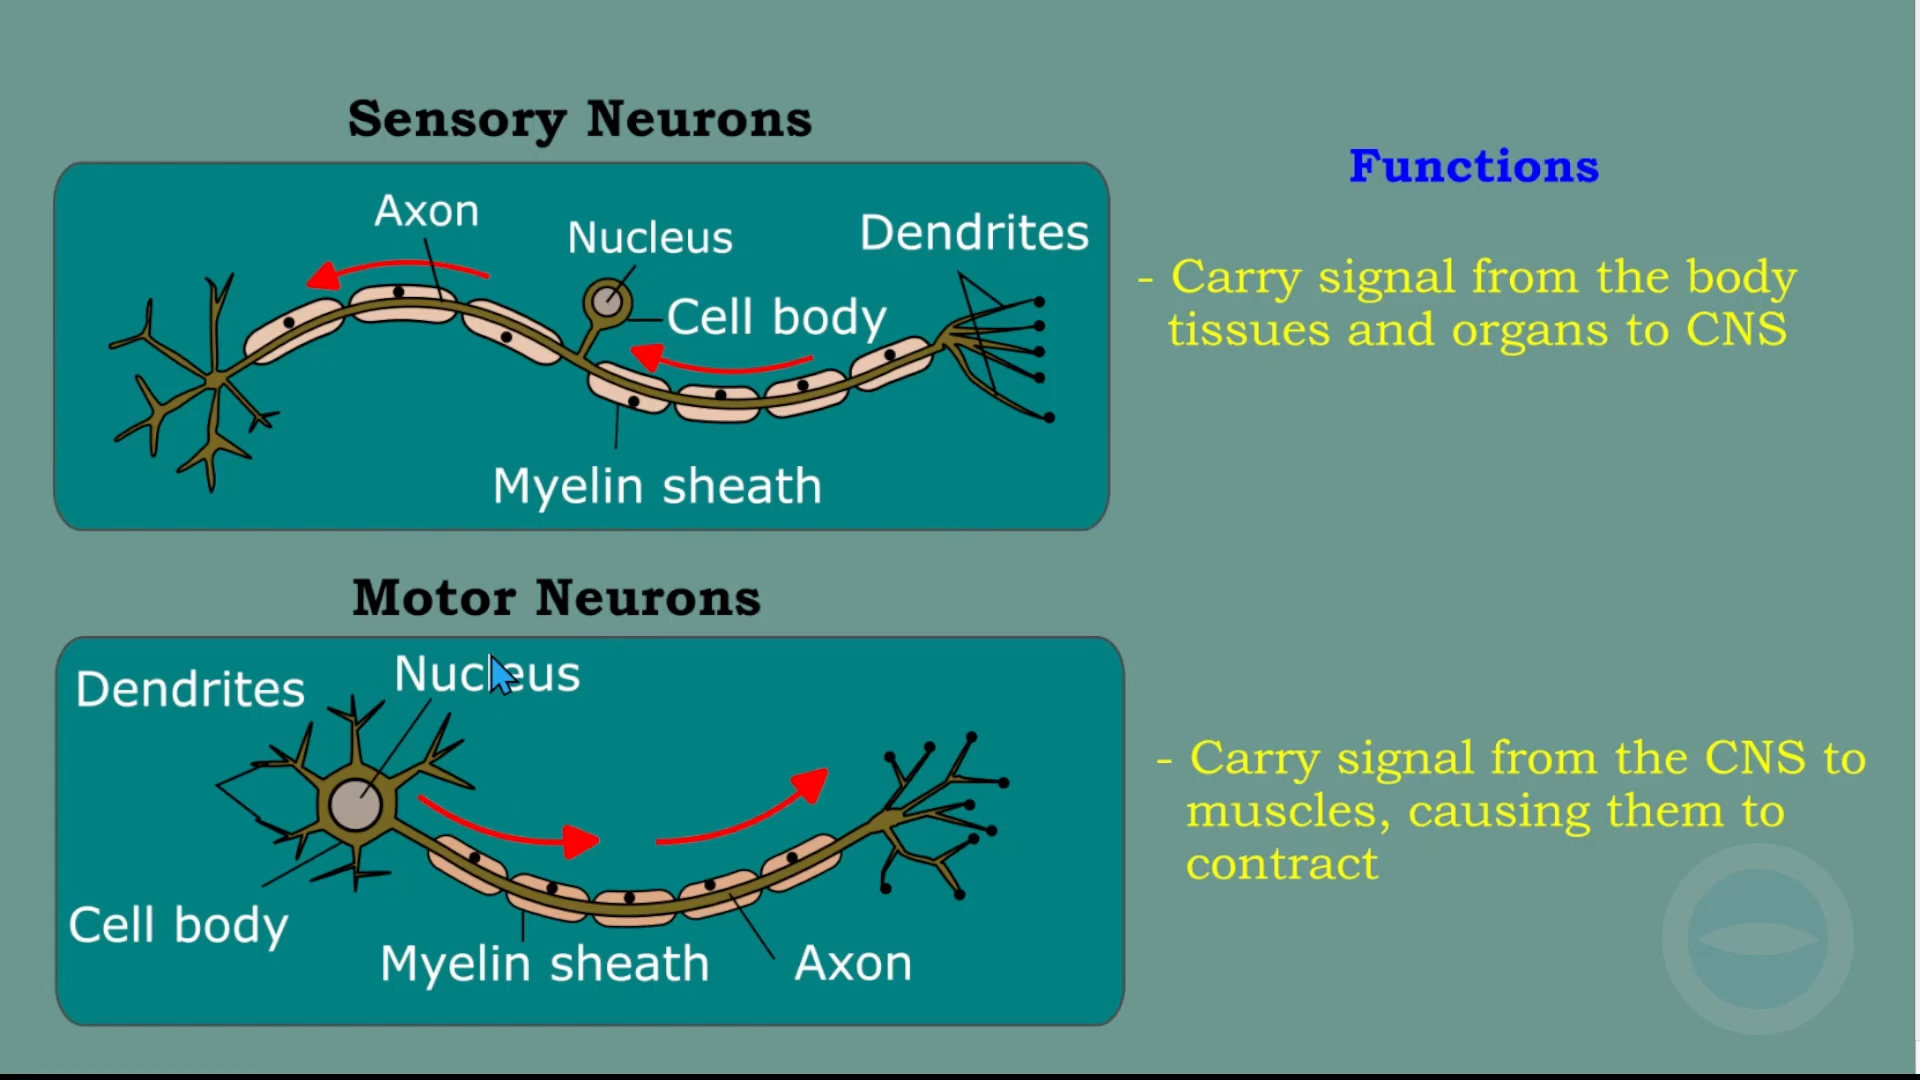 Sensory Neurons
Functions
Axon
Nucleus
Dendrites
Cell body
Myelin sheath
- Carry signal from the body
tissues and organs to CNS
Motor Neurons
Dendrites
Nucleus
Cell body
Myelin sheath
Axon
- Carry signal from the CNS to
muscles, causing them to
contract